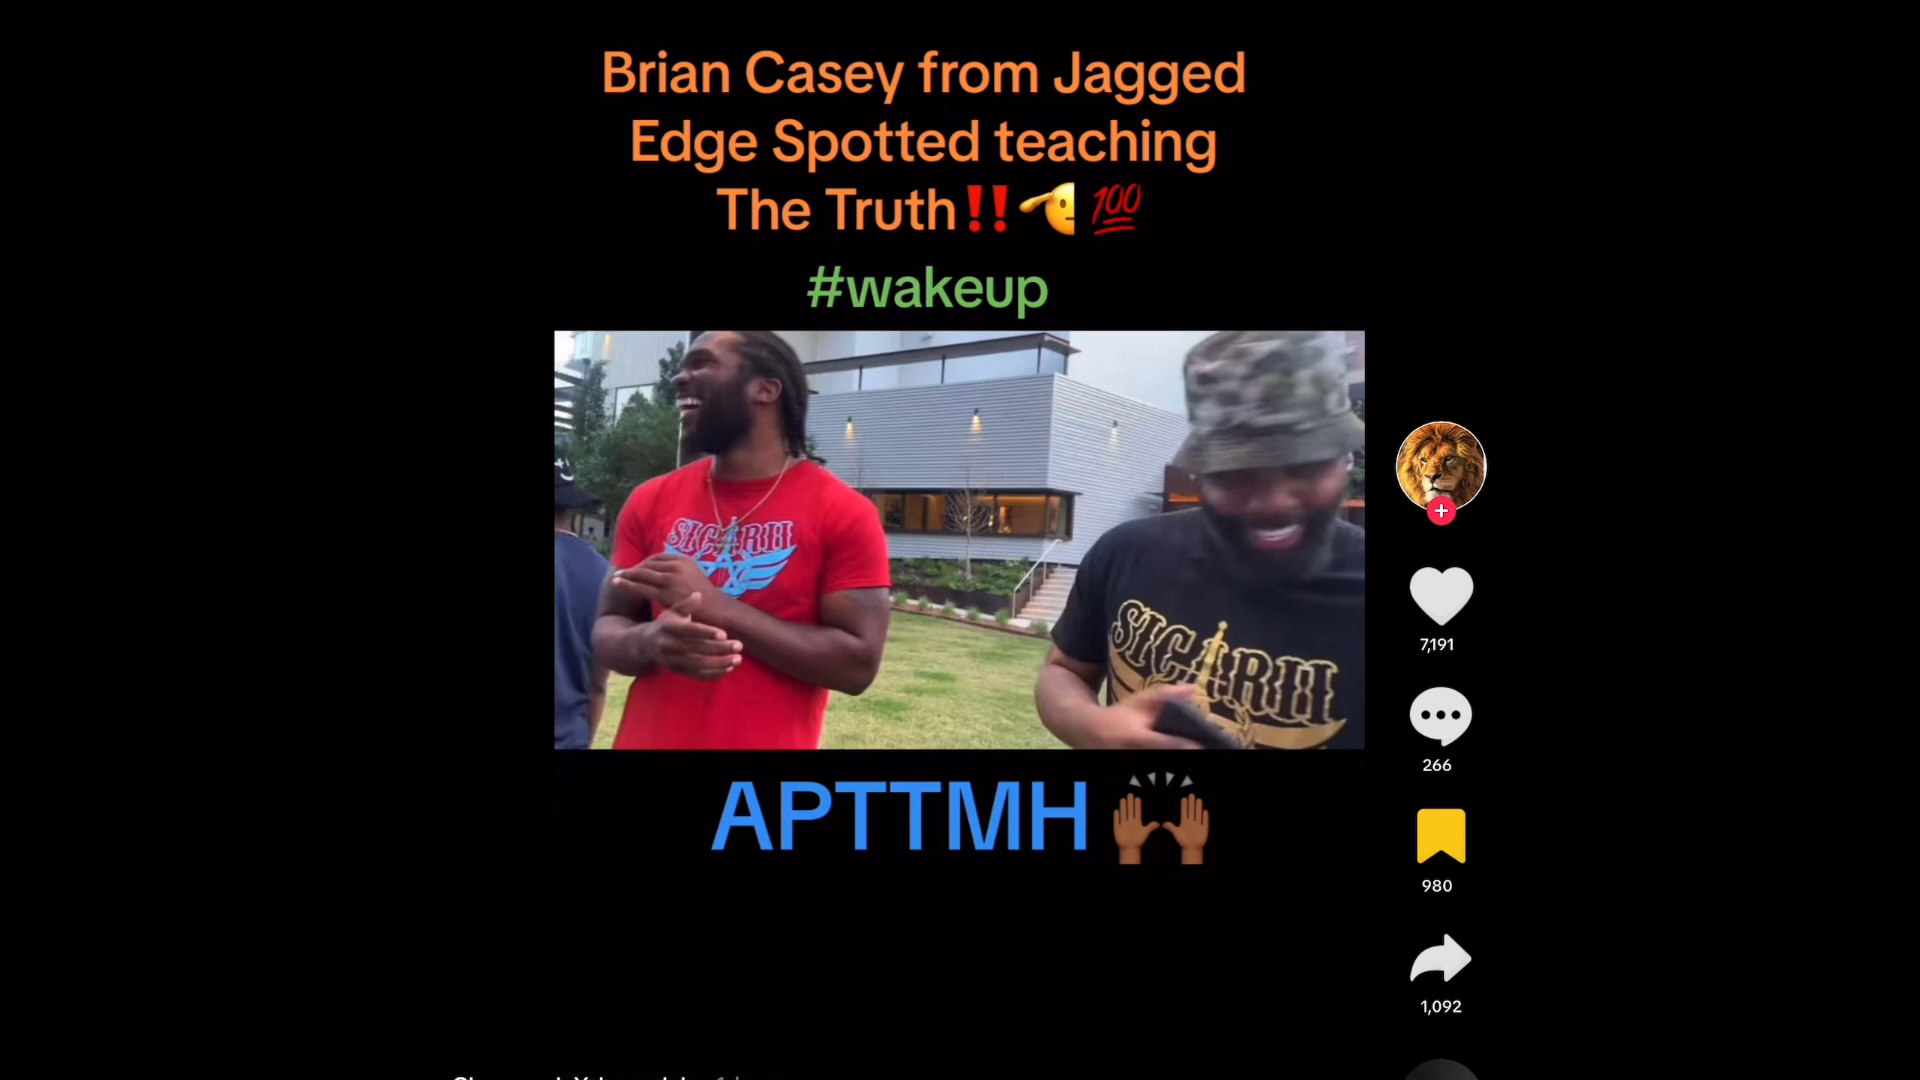 Brian Casey from Jagged
Edge Spotted teaching
The Truth‼️🫡💯
#wakeup
SICARII
SICARII
APTTMH 🙌🏾
7,191
266
980
1,092